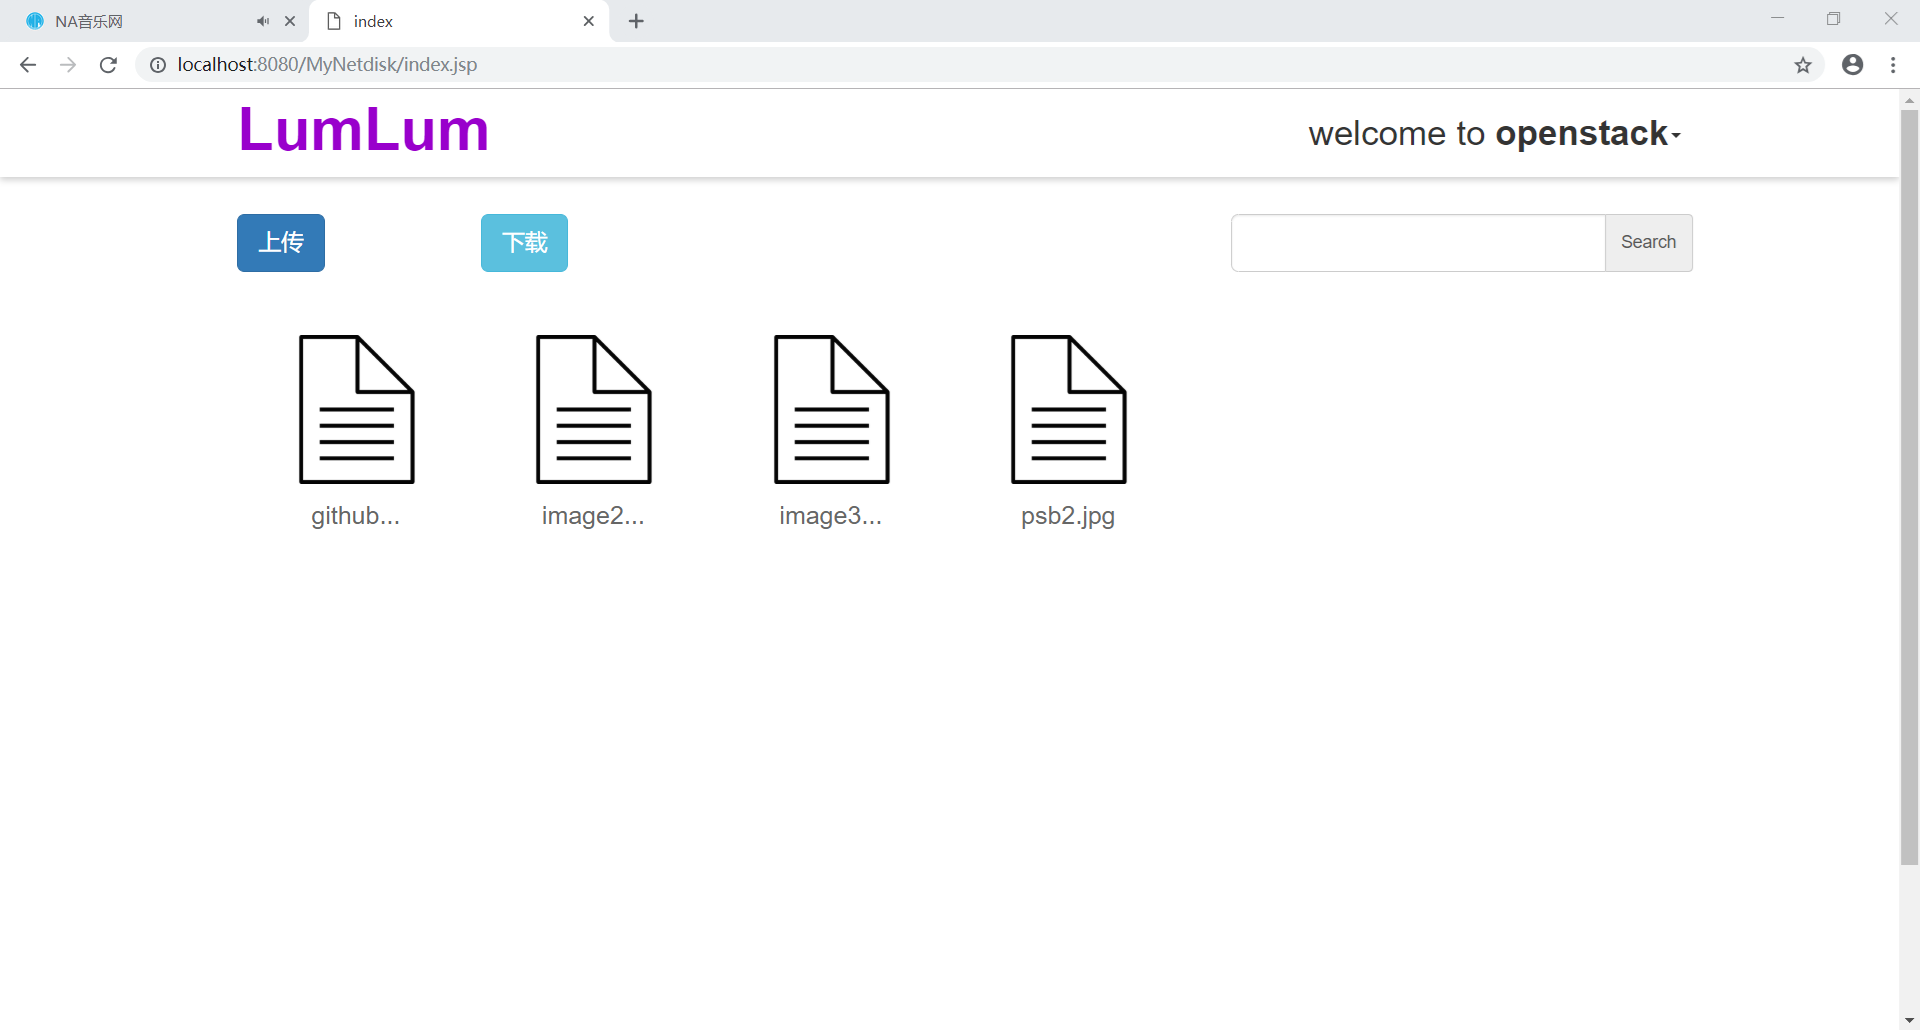 NA音乐网
index
localhost:8080/MyNetdisk/index.jsp
LumLum
welcome to openstack
上传
下载
Search
github...
image2...
image3...
psb2.jpg